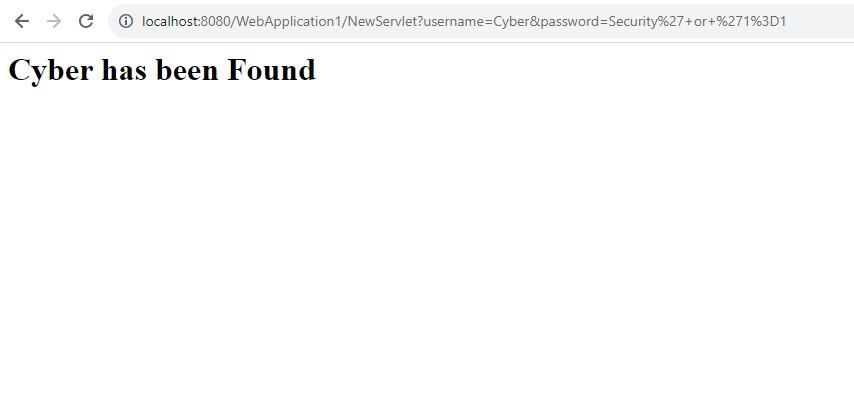 localhost:8080/WebApplication1/NewServlet?username=Cyber&password=Security%27+or+%271%3D1
Cyber has been Found